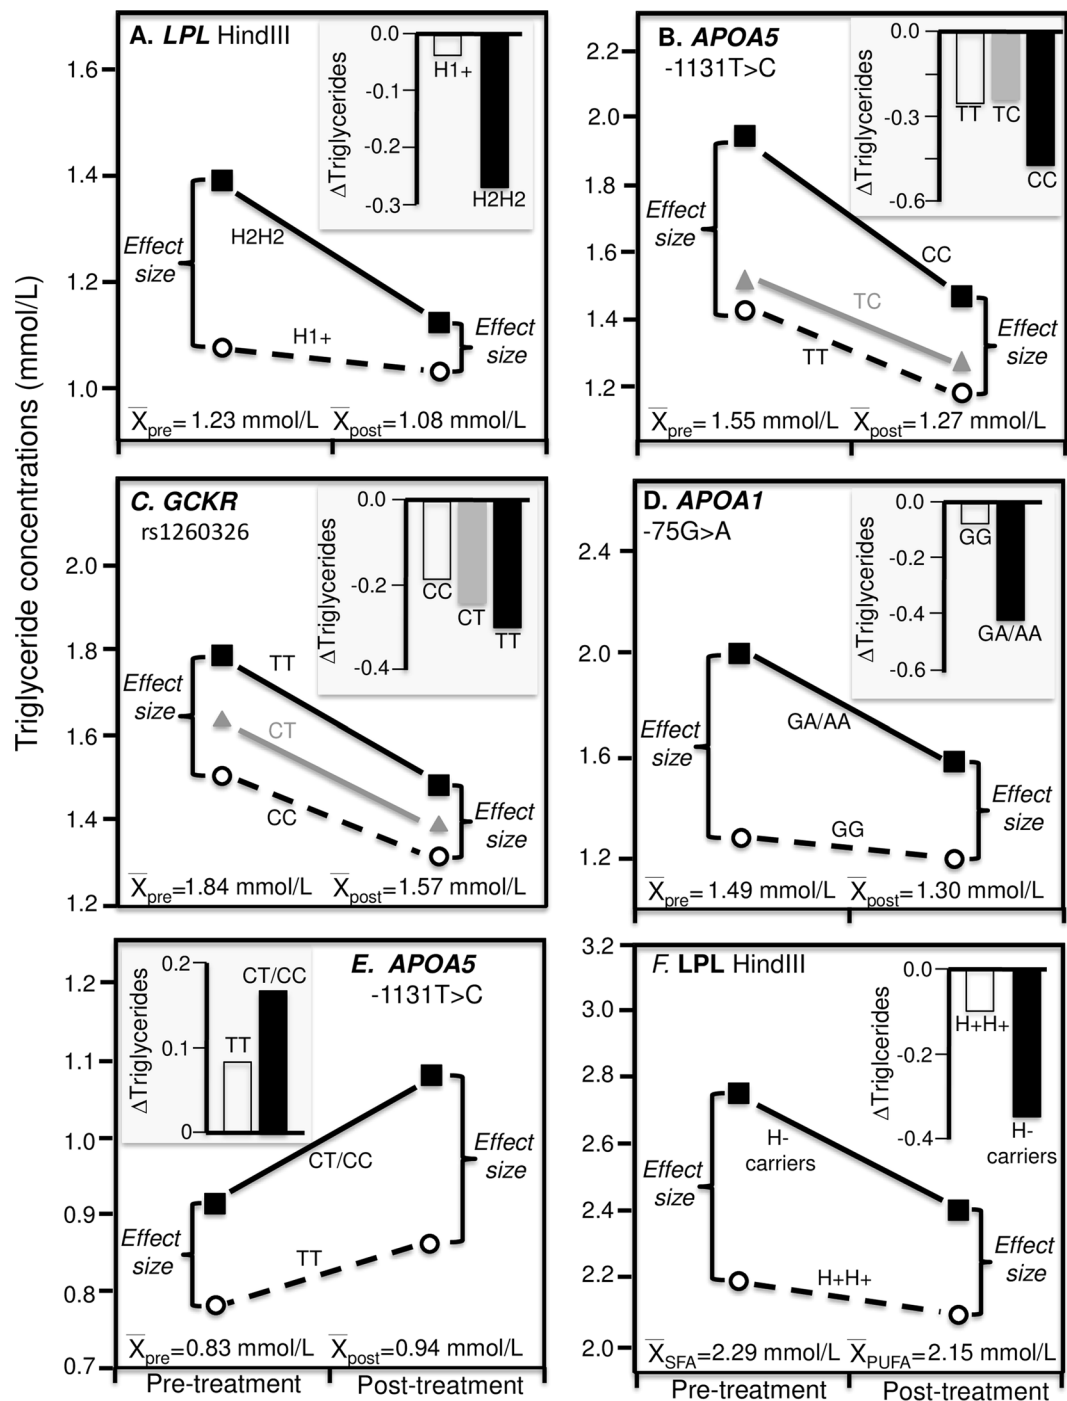 Triglyceride concentrations (mmol/L)
A. LPL HindIII
1.6
1.4
1.2
1.0
ΔTriglycerides
0.0
-0.1
-0.2
-0.3
H1+
H2H2
Effect
size
H2H2
H1+
Effect
size
X̅pre= 1.23 mmol/L
X̅post=1.08 mmol/L
B. APOA5
-1131T>C
2.2
2.0
1.8
1.6
1.4
1.2
ΔTriglycerides
0.0
-0.3
-0.6
TT
TC
CC
Effect
size
CC
TC
TT
Effect
size
X̅pre= 1.55 mmol/L
X̅post=1.27 mmol/L
C. GCKR
rs1260326
2.0
1.8
1.6
1.4
1.2
ΔTriglycerides
0.0
-0.2
-0.4
CC
CT
TT
Effect
size
TT
CT
CC
Effect
size
X̅pre=1.84 mmol/L
X̅post=1.57 mmol/L
D. APOA1
-75G>A
2.4
2.0
1.6
1.2
ΔTriglycerides
0.0
-0.2
-0.4
-0.6
GG
GA/AA
Effect
size
GA/AA
GG
Effect
size
X̅pre= 1.49 mmol/L
X̅post=1.30 mmol/L
E. APOA5
-1131T>C
1.2
1.1
1.0
0.9
0.8
0.7
ΔTriglycerides
0.2
0.1
0
TT
CT/CC
Effect
size
CT/CC
TT
Effect
size
X̅pre=0.83 mmol/L
X̅post=0.94 mmol/L
Pre-treatment
Post-treatment
F. LPL HindIII
3.2
3.0
2.8
2.6
2.4
2.2
2.0
ΔTriglcerides
0.0
-0.2
-0.4
H+H+
H-
carriers
Effect
size
H-
carriers
H+H+
Effect
size
X̅SFA=2.29 mmol/L
X̅PUFA=2.15 mmol/L
Pre-treatment
Post-treatment